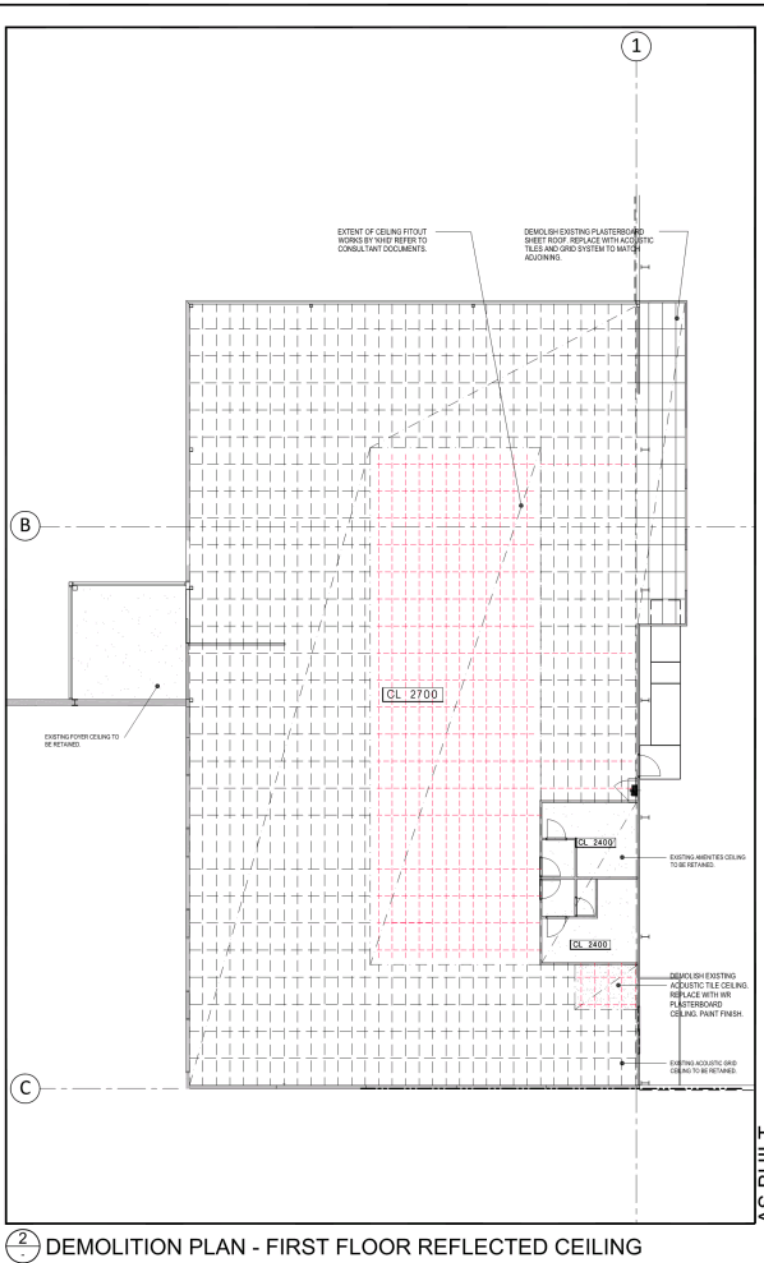 1
EXTENT OF CEILING FITOUT
WORKS BY 'KHID' REFER TO
CONSULTANT DOCUMENTS.
DEMOLISH EXISTING PLASTERBOARD
SHEET ROOF. REPLACE WITH ACOUSTIC
TILES AND GRID SYSTEM TO MATCH
ADJOINING.
B
CL 2700
EXISTING FOYER CEILING TO
BE RETAINED.
CL 2400
EXISTING AMENITIES CEILING
TO BE RETAINED.
CL 2400
DEMOLISH EXISTING
ACOUSTIC TILE CEILING.
REPLACE WITH WR
PLASTERBOARD
CEILING. PAINT FINISH.
EXISTING ACOUSTIC GRID
CEILING TO BE RETAINED.
C
AS BUILT
2
-
DEMOLITION PLAN - FIRST FLOOR REFLECTED CEILING